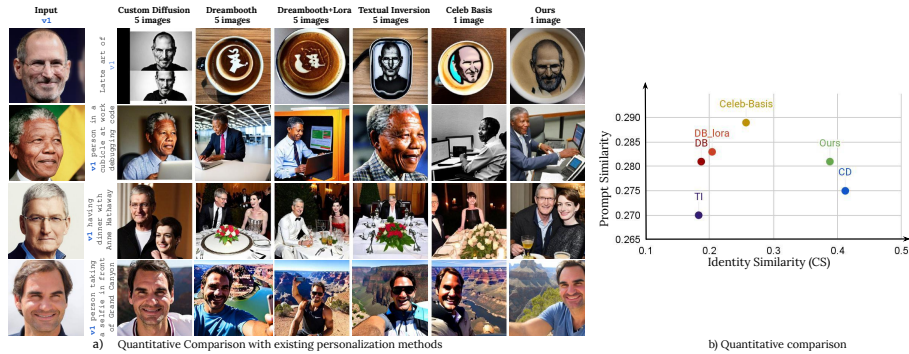 Input
v1
Custom Diffusion
5 images
Dreambooth
5 images
Dreambooth+Lora
5 images
Textual Inversion
5 images
Celeb Basis
1 image
Ours
1 image
Latte art of
v1
v1 person in a
cubicle at work
debugging code
v1 having
dinner with
Anne Hathaway
v1 person taking
a selfie in front
of Grand Canyon
a) Quantitative Comparison with existing personalization methods
Prompt Similarity
0.290
0.285
0.280
0.275
0.270
0.265
0.1
0.2
0.3
0.4
0.5
Celeb-Basis
DB_lora
DB
Ours
CD
TI
Identity Similarity (CS)
b) Quantitative comparison